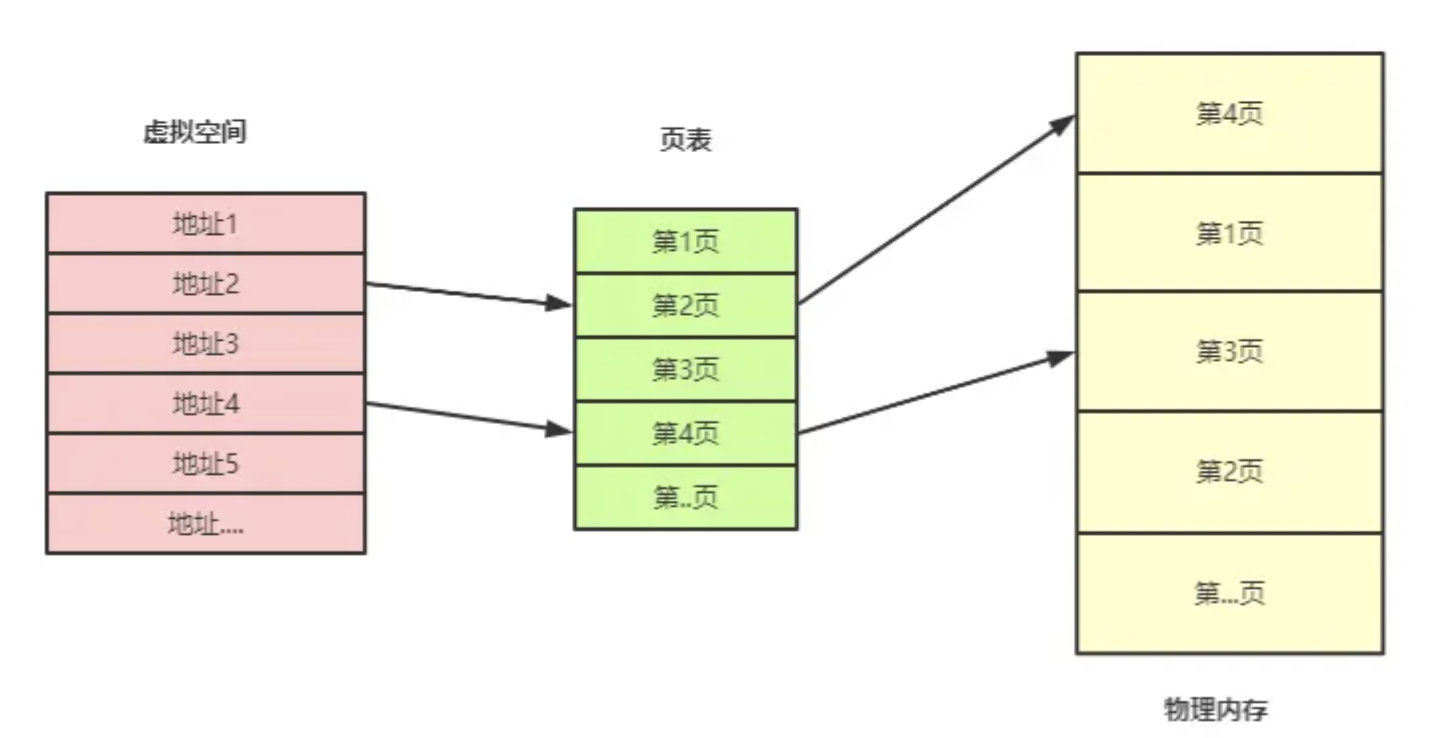 虚拟空间
地址1
地址2
地址3
地址4
地址5
地址....
页表
第1页
第2页
第3页
第4页
第..页
第4页
第1页
第3页
第2页
第...页
物理内存